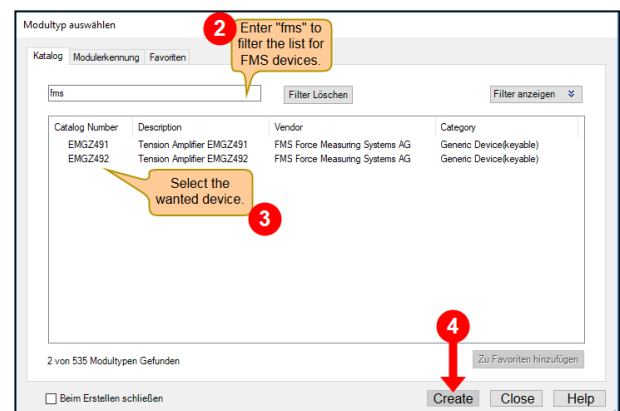 Modultyp auswählen
2
Enter "fms" to
filter the list for
FMS devices.
Katalog Modulerkennung Favoriten
fms
Filter Löschen
Filter anzeigen
Catalog Number Description Vendor Category
EMGZ491 Tension Amplifier EMGZ491 FMS Force Measuring Systems AG Generic Device(keyable)
EMGZ492 Tension Amplifier EMGZ492 FMS Force Measuring Systems AG Generic Device(keyable)
Select the
wanted device.
3
4
2 von 535 Modultypen Gefunden
Zu Favoriten hinzufügen
Beim Erstellen schließen
Create Close Help